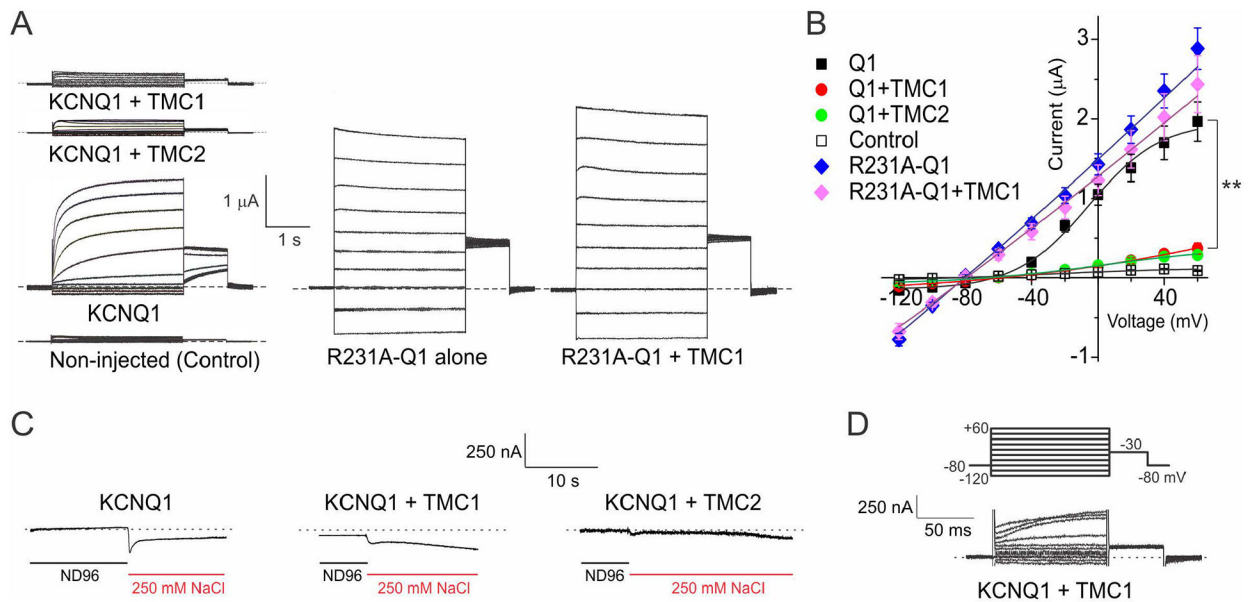 A
KCNQ1 + TMC1
KCNQ1 + TMC2
1 μA
1 s
KCNQ1
Non-injected (Control)
R231A-Q1 alone
R231A-Q1 + TMC1
B
Q1
Q1+TMC1
Q1+TMC2
Control
R231A-Q1
R231A-Q1+TMC1
Current (μA)
3
2
1
-1
-120
-80
-40
40
Voltage (mV)
**
C
250 nA
10 s
KCNQ1
KCNQ1 + TMC1
KCNQ1 + TMC2
ND96
250 mM NaCl
ND96
250 mM NaCl
ND96
250 mM NaCl
D
+60
-30
-80
-120
-80 mV
250 nA
50 ms
KCNQ1 + TMC1